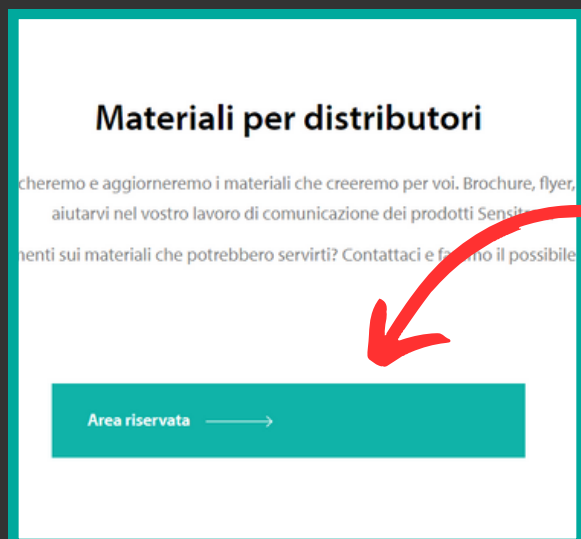 Materiali per distributori
cheremo e aggiorneremo i materiali che creeremo per voi. Brochure, flyer,
aiutarvi nel vostro lavoro di comunicazione dei prodotti
menti sui materiali che potrebbero servirti? Contattaci e il possibile
Area riservata